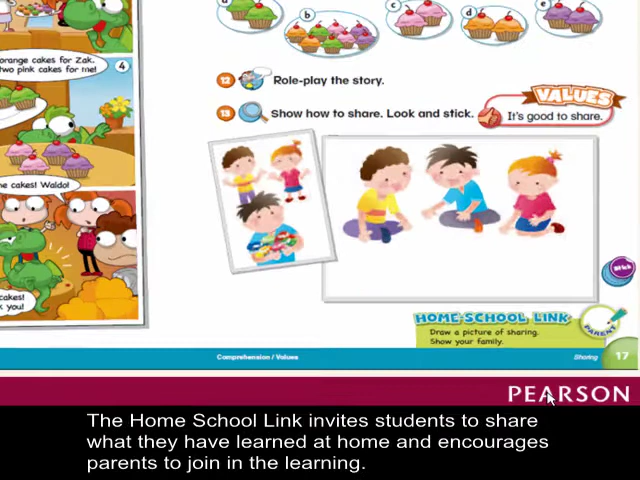 orange cakes for Zak.
two pink cakes for me!
4
cakes! Waldo!
cakes!
you!
a
b
c
d
e
12 Role-play the story.
13 Show how to share. Look and stick.
VALUES
It's good to share.
Stick
HOME-SCHOOL LINK
PARENT
Draw a picture of sharing.
Show your family.
Comprehension / Values
Sharing
17
PEARSON
The Home School Link invites students to share
what they have learned at home and encourages
parents to join in the learning.